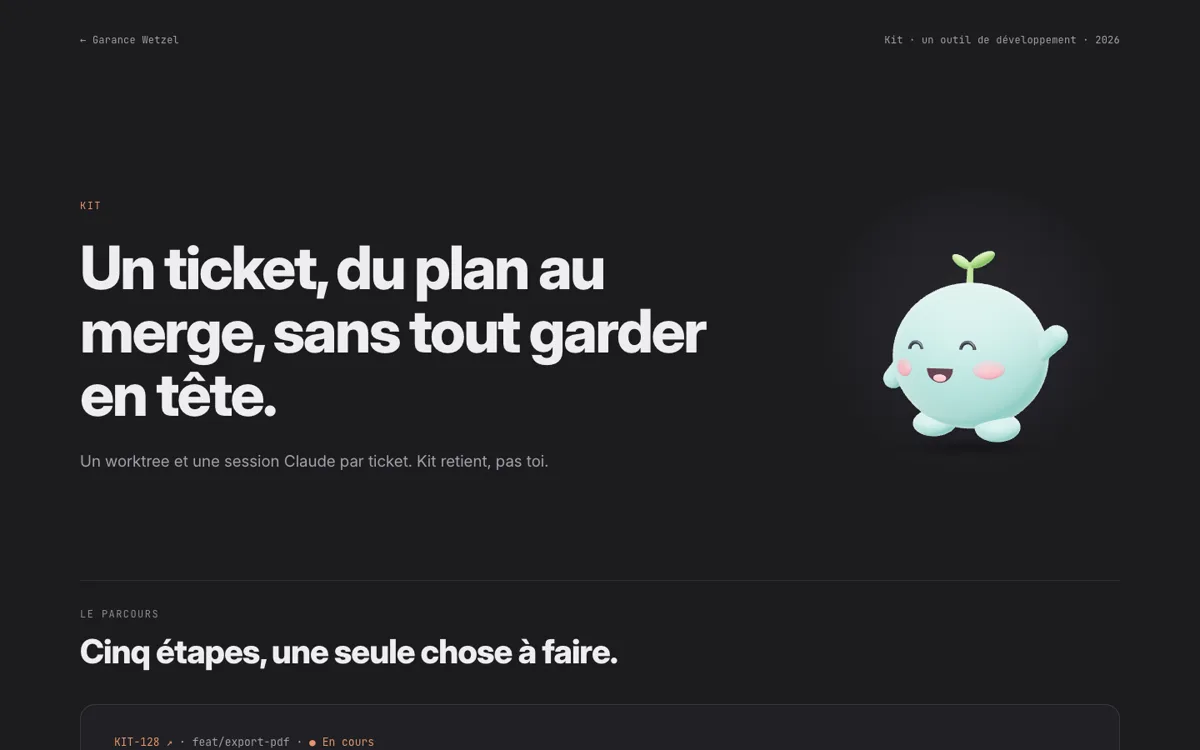 ← Garance Wetzel
Kit · un outil de développement · 2026
KIT
Un ticket, du plan au
merge, sans tout garder
en tête.
Un worktree et une session Claude par ticket. Kit retient, pas toi.
LE PARCOURS
Cinq étapes, une seule chose à faire.
KIT-128 ↗ · feat/export-pdf · ● En cours